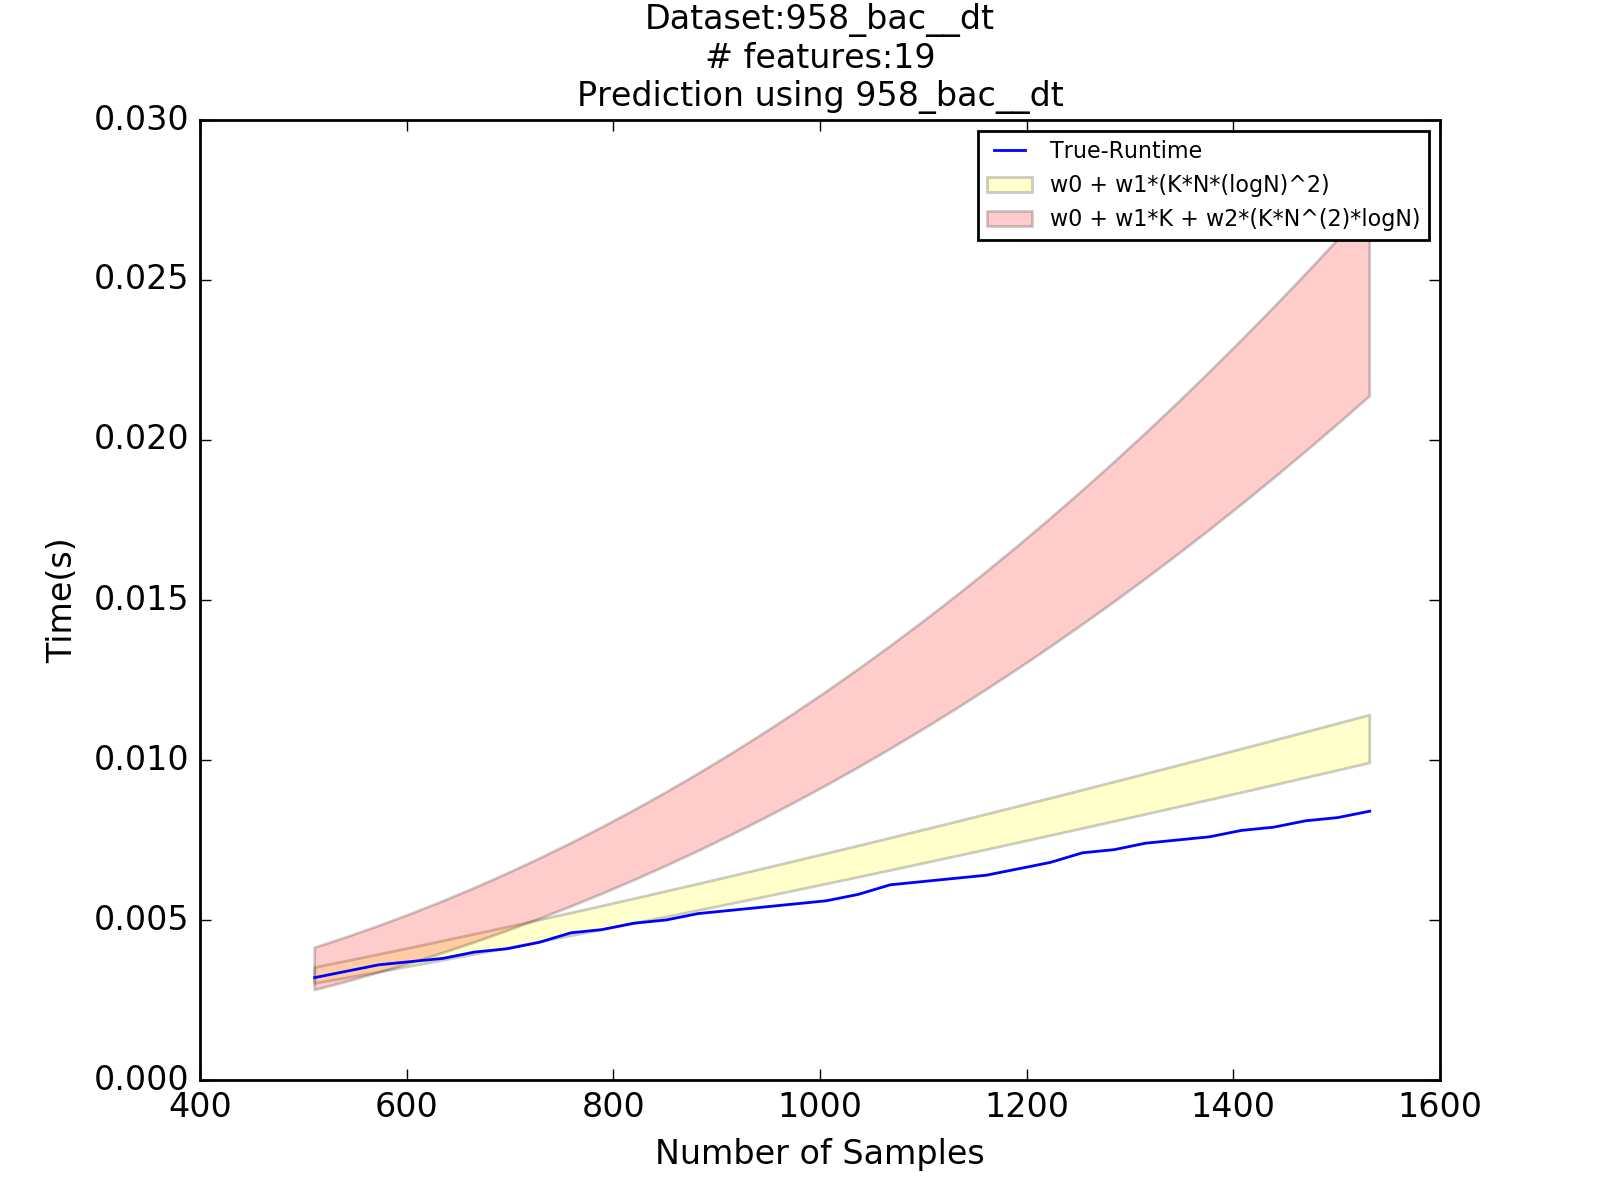 Dataset:958_bac__dt
# features:19
Prediction using 958_bac__dt
True-Runtime
w0 + w1*(K*N*(logN)^2)
w0 + w1*K + w2*(K*N^(2)*logN)
0.030
0.025
0.020
0.015
0.010
0.005
0.000
Time(s)
400 600 800 1000 1200 1400 1600
Number of Samples